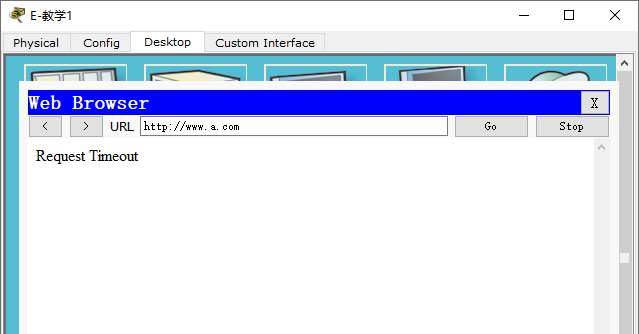 E-教学1
Physical Config Desktop Custom Interface
Web Browser X
< > URL http://www.a.com Go Stop
Request Timeout